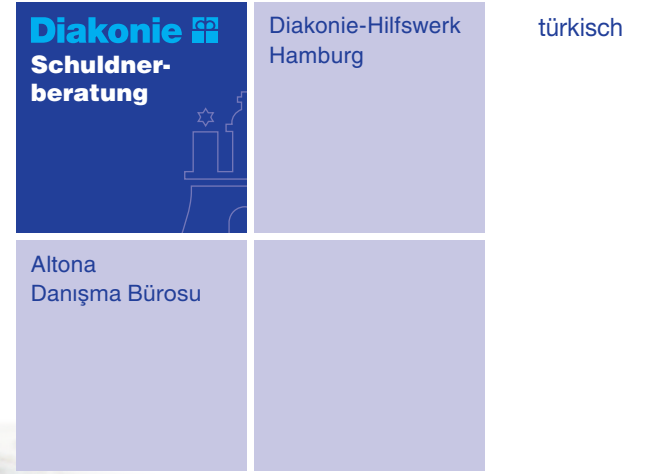 Diakonie
Schuldner-
beratung
Diakonie-Hilfswerk
Hamburg
türkisch
Altona
Danışma Bürosu